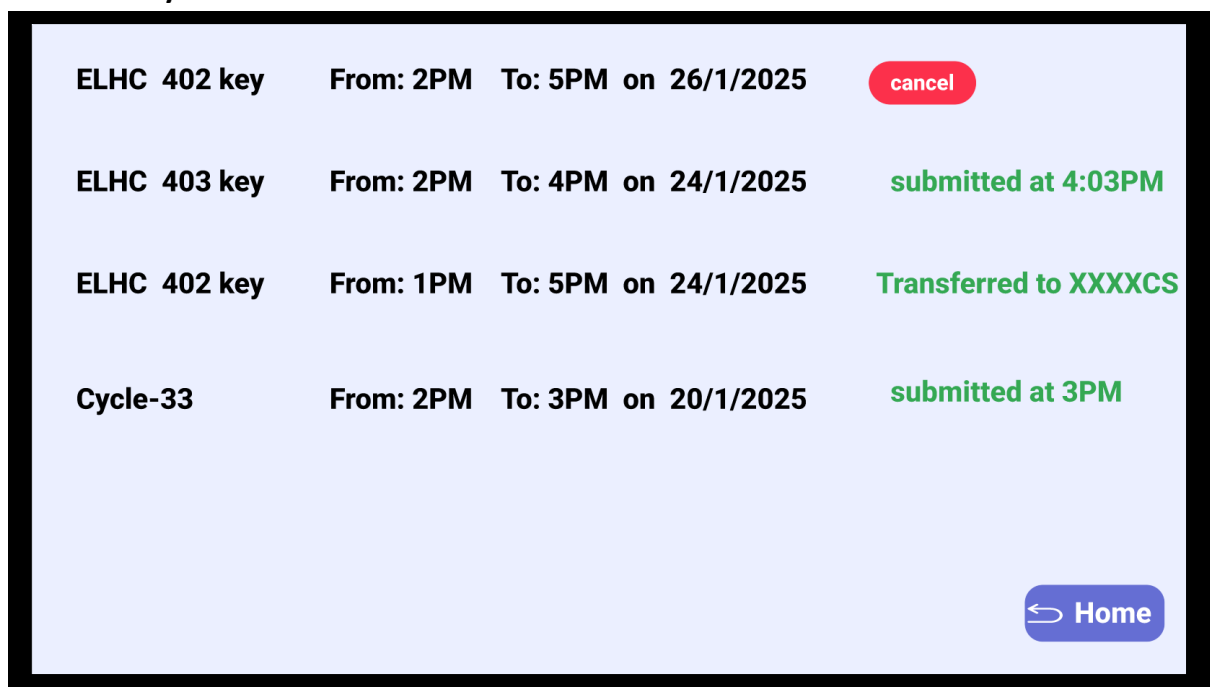 ELHC 402 key From: 2PM To: 5PM on 26/1/2025 cancel
ELHC 403 key From: 2PM To: 4PM on 24/1/2025 submitted at 4:03PM
ELHC 402 key From: 1PM To: 5PM on 24/1/2025 Transferred to XXXXCS
Cycle-33 From: 2PM To: 3PM on 20/1/2025 submitted at 3PM
Home